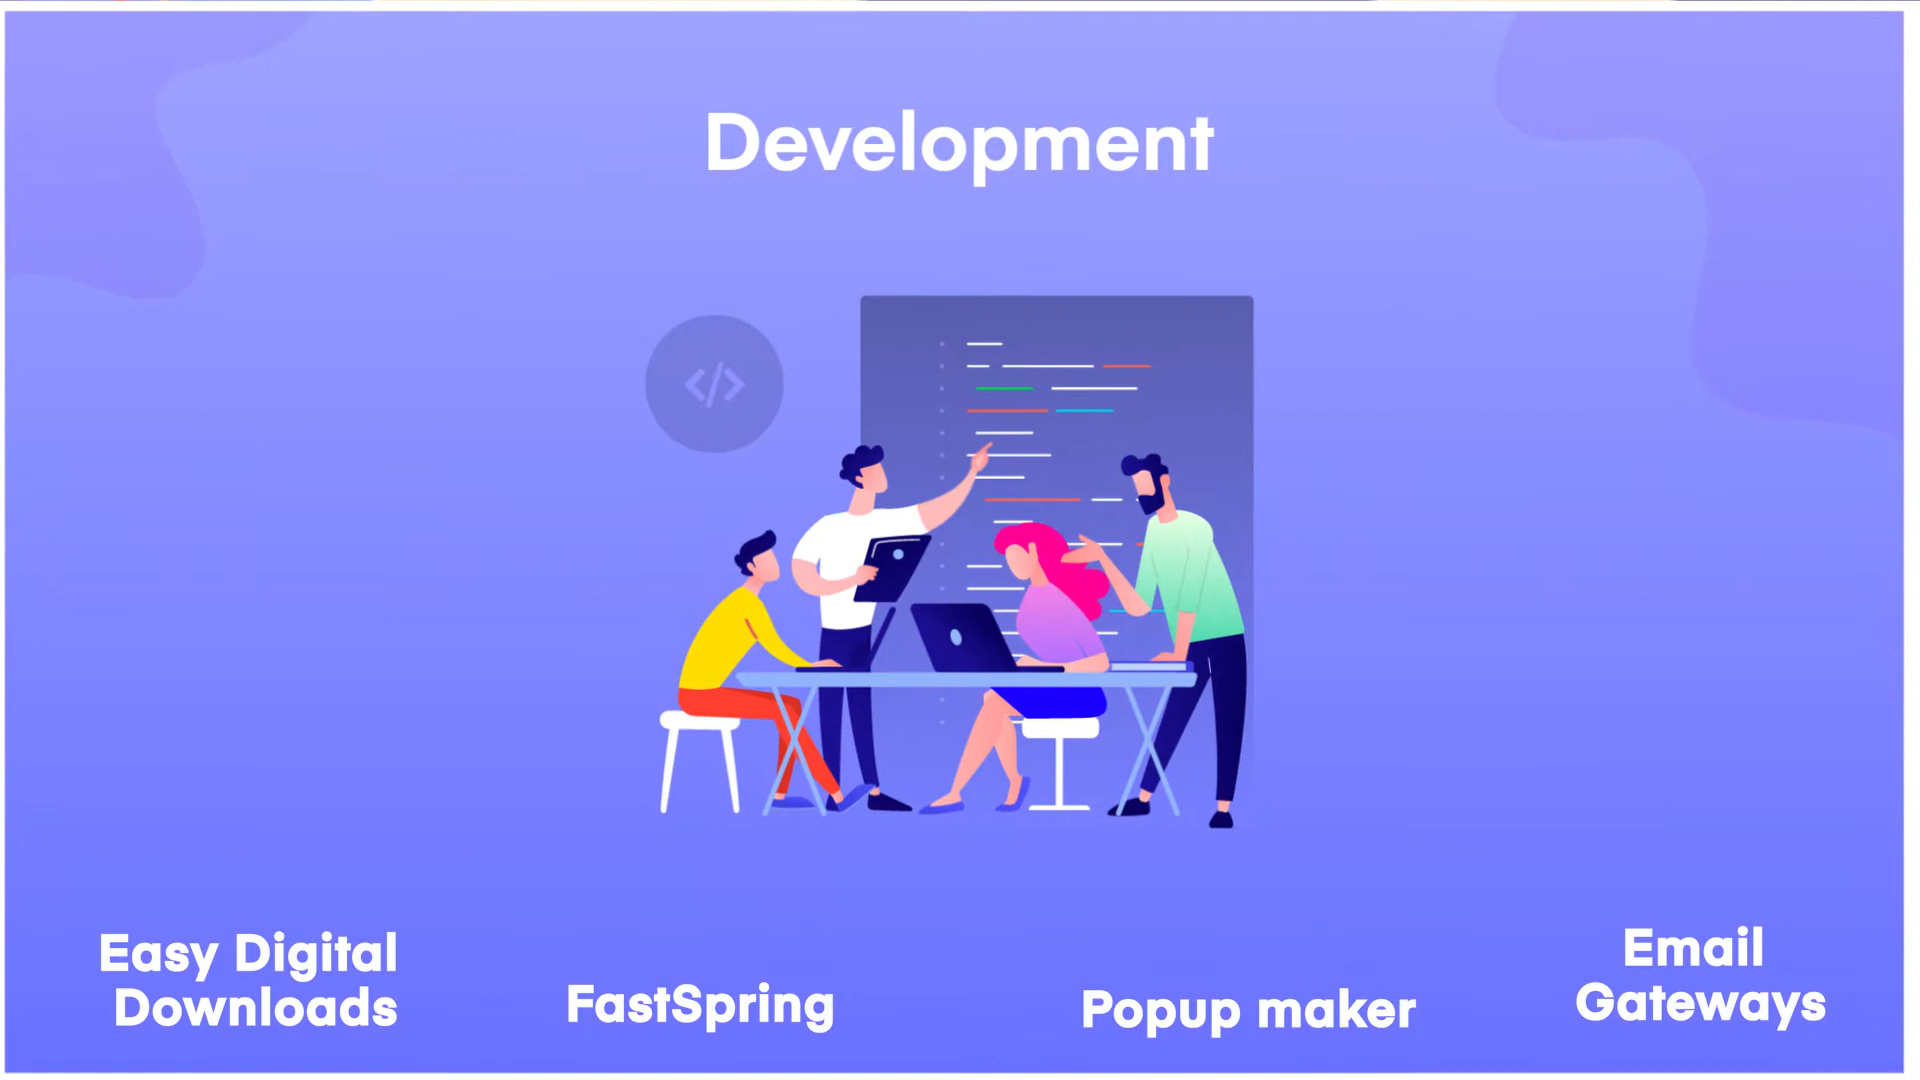 Development
</>
Easy Digital
Downloads
FastSpring
Popup maker
Email
Gateways